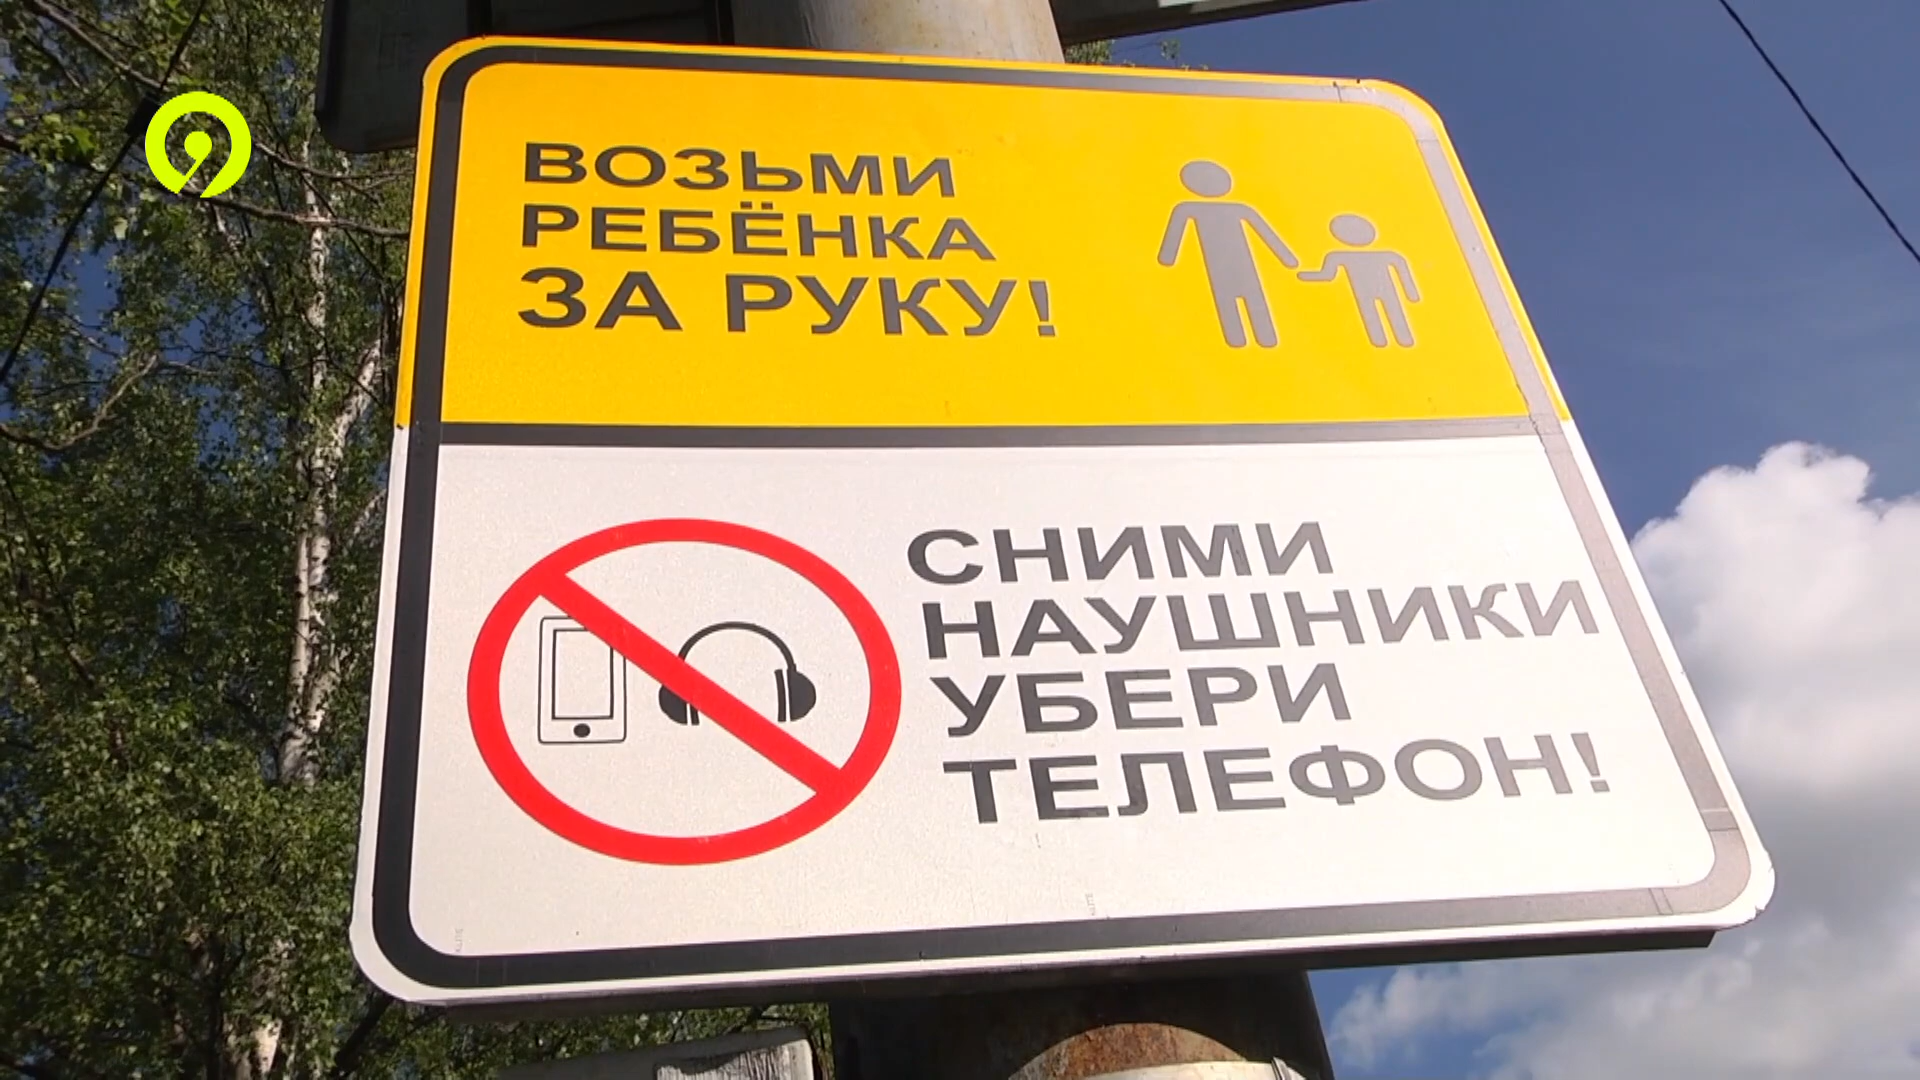 ВОЗЬМИ
РЕБЁНКА
ЗА РУКУ!
СНИМИ
НАУШНИКИ
УБЕРИ
ТЕЛЕФОН!